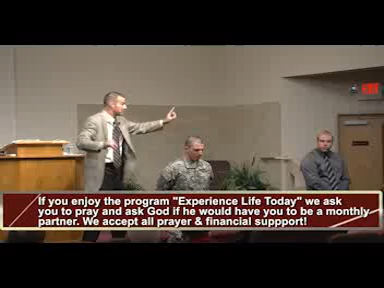 EXIT
If you enjoy the program "Experience Life Today" we ask
you to pray and ask God if he would have you to be a monthly
partner. We accept all prayer & financial suppport!